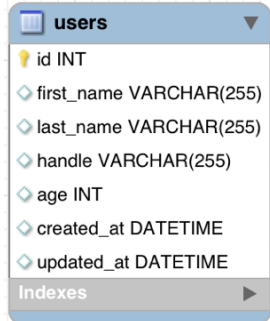 users
id INT
first_name VARCHAR(255)
last_name VARCHAR(255)
handle VARCHAR(255)
age INT
created_at DATETIME
updated_at DATETIME
Indexes